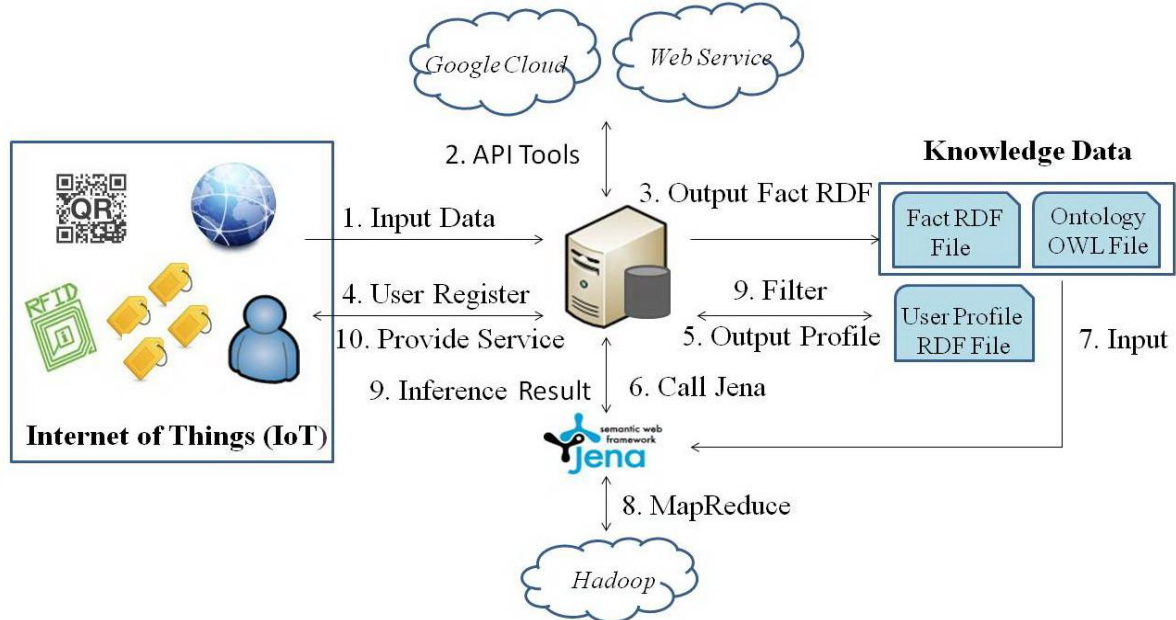 Google Cloud
Web Service
2. API Tools
Knowledge Data
QR
1. Input Data
3. Output Fact RDF
Fact RDF
File
Ontology
OWL File
RFID
4. User Register
10. Provide Service
9. Filter
5. Output Profile
User Profile
RDF File
7. Input
9. Inference Result
6. Call Jena
Internet of Things (IoT)
semantic web
framework
Jena
8. MapReduce
Hadoop